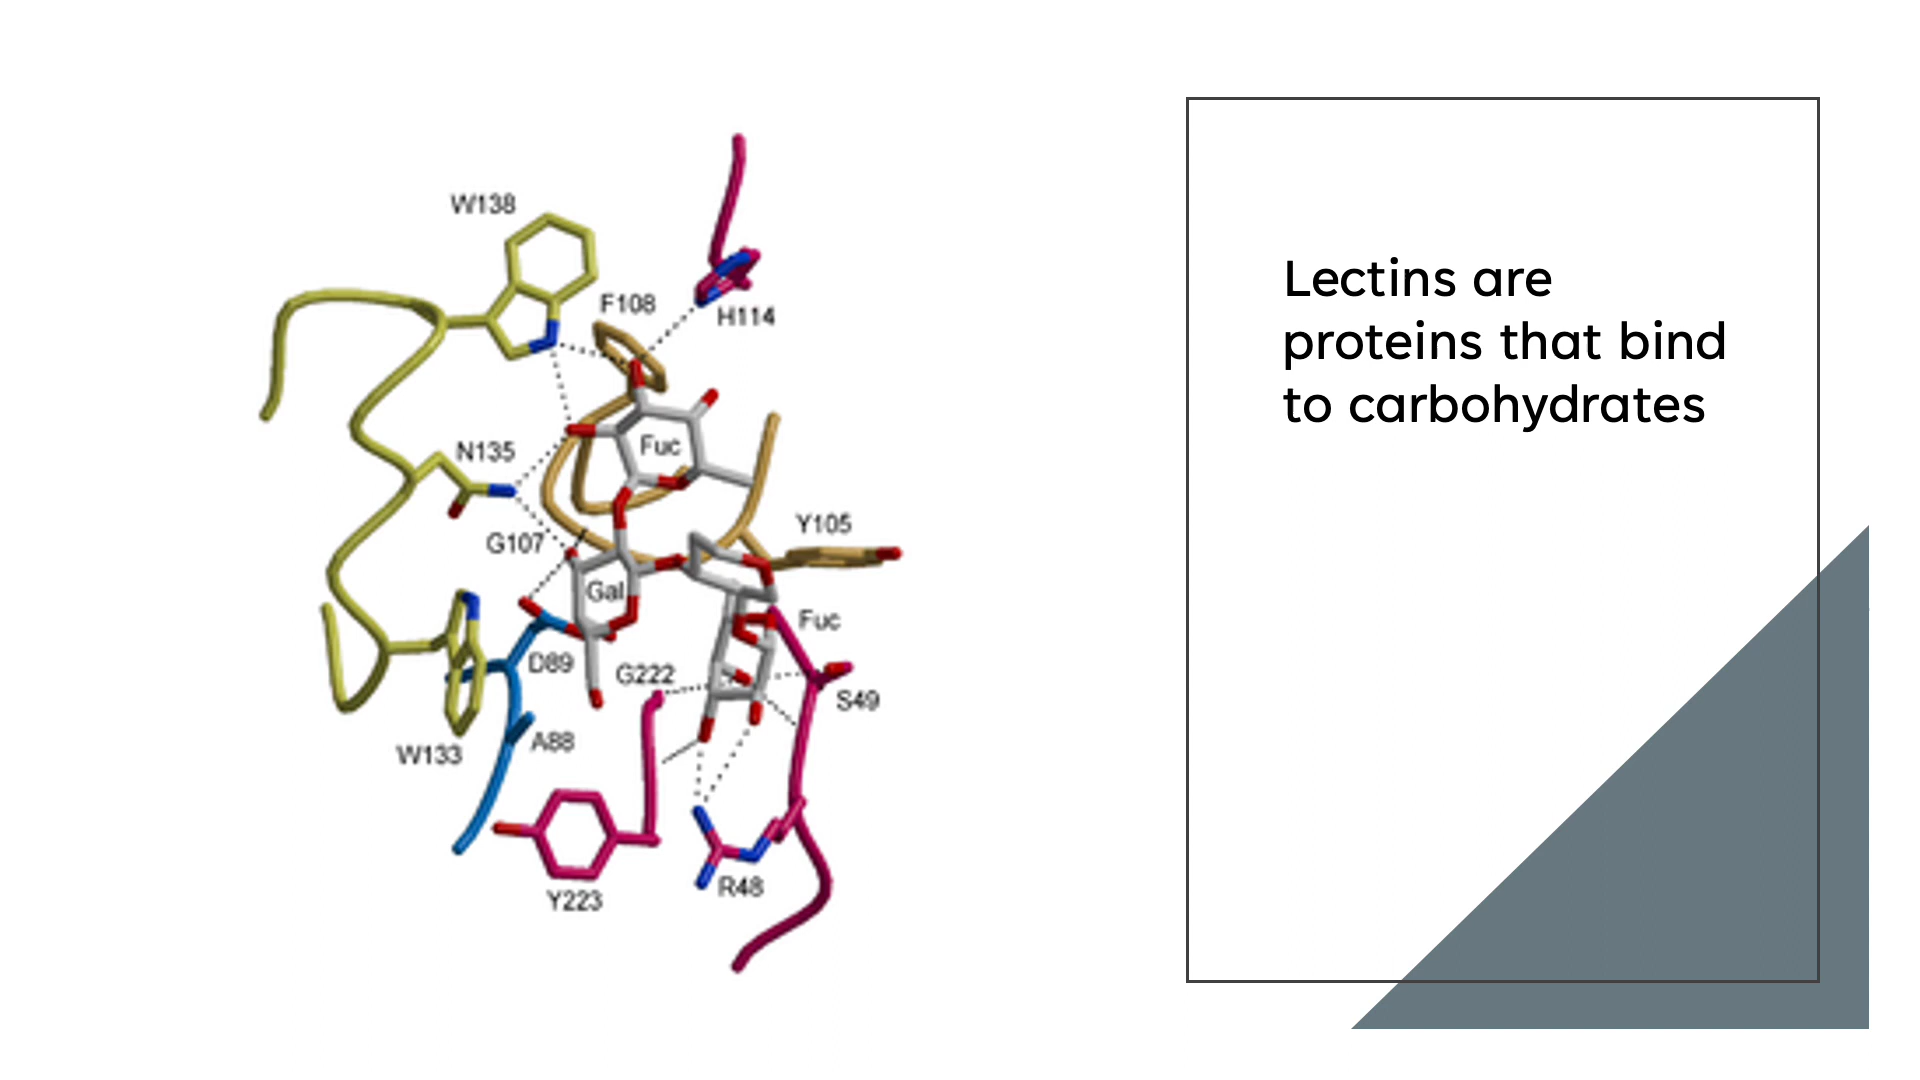 W138
F108
H114
Fuc
N135
Y105
G107
Gal
Fuc
D89
G222
S49
A88
W133
R48
Y223
Lectins are
proteins that bind
to carbohydrates